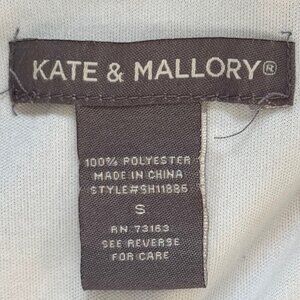 KATE & MALLORY®
100% POLYESTER
MADE IN CHINA
STYLE#SH11886
S
RN 73163
SEE REVERSE
FOR CARE